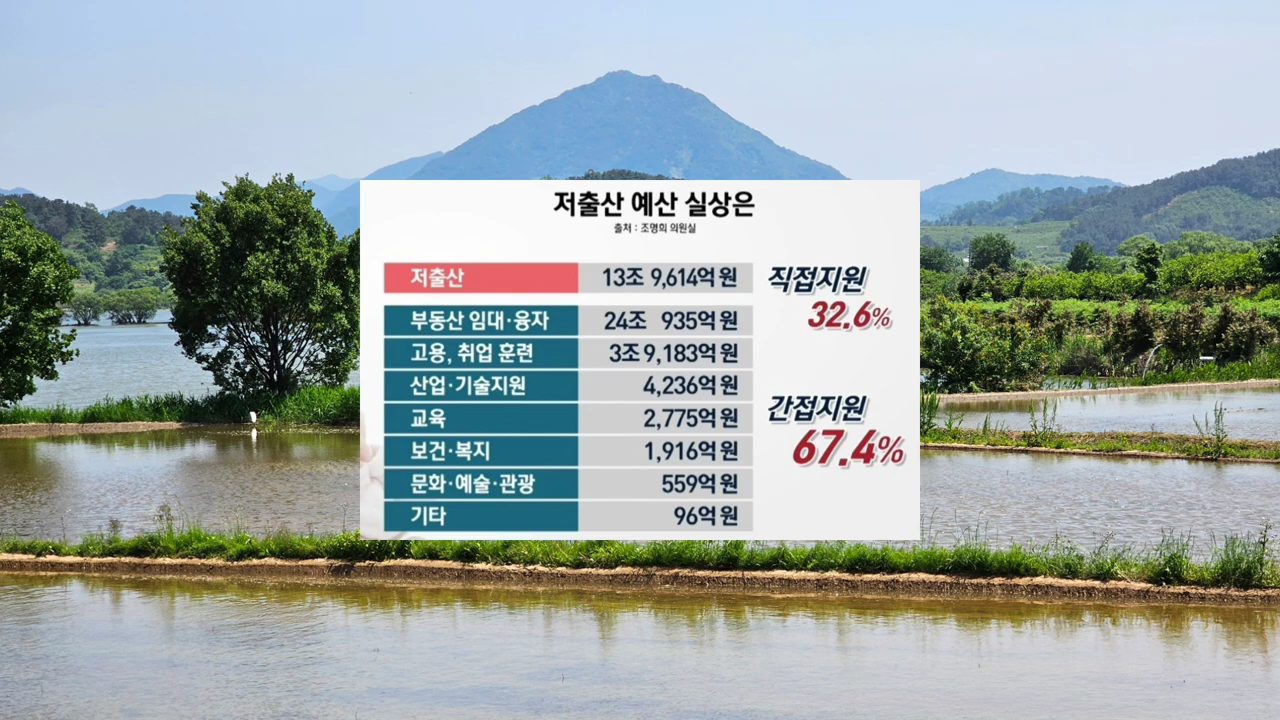 저출산 예산 실상은
출처 : 조명희 의원실
저출산 13조 9,614억 원 직접지원
32.6%
부동산 임대·융자 24조 935억 원
고용, 취업 훈련 3조 9,183억 원
산업·기술지원 4,236억 원
교육 2,775억 원 간접지원
보건·복지 1,916억 원 67.4%
문화·예술·관광 559억 원
기타 96억 원